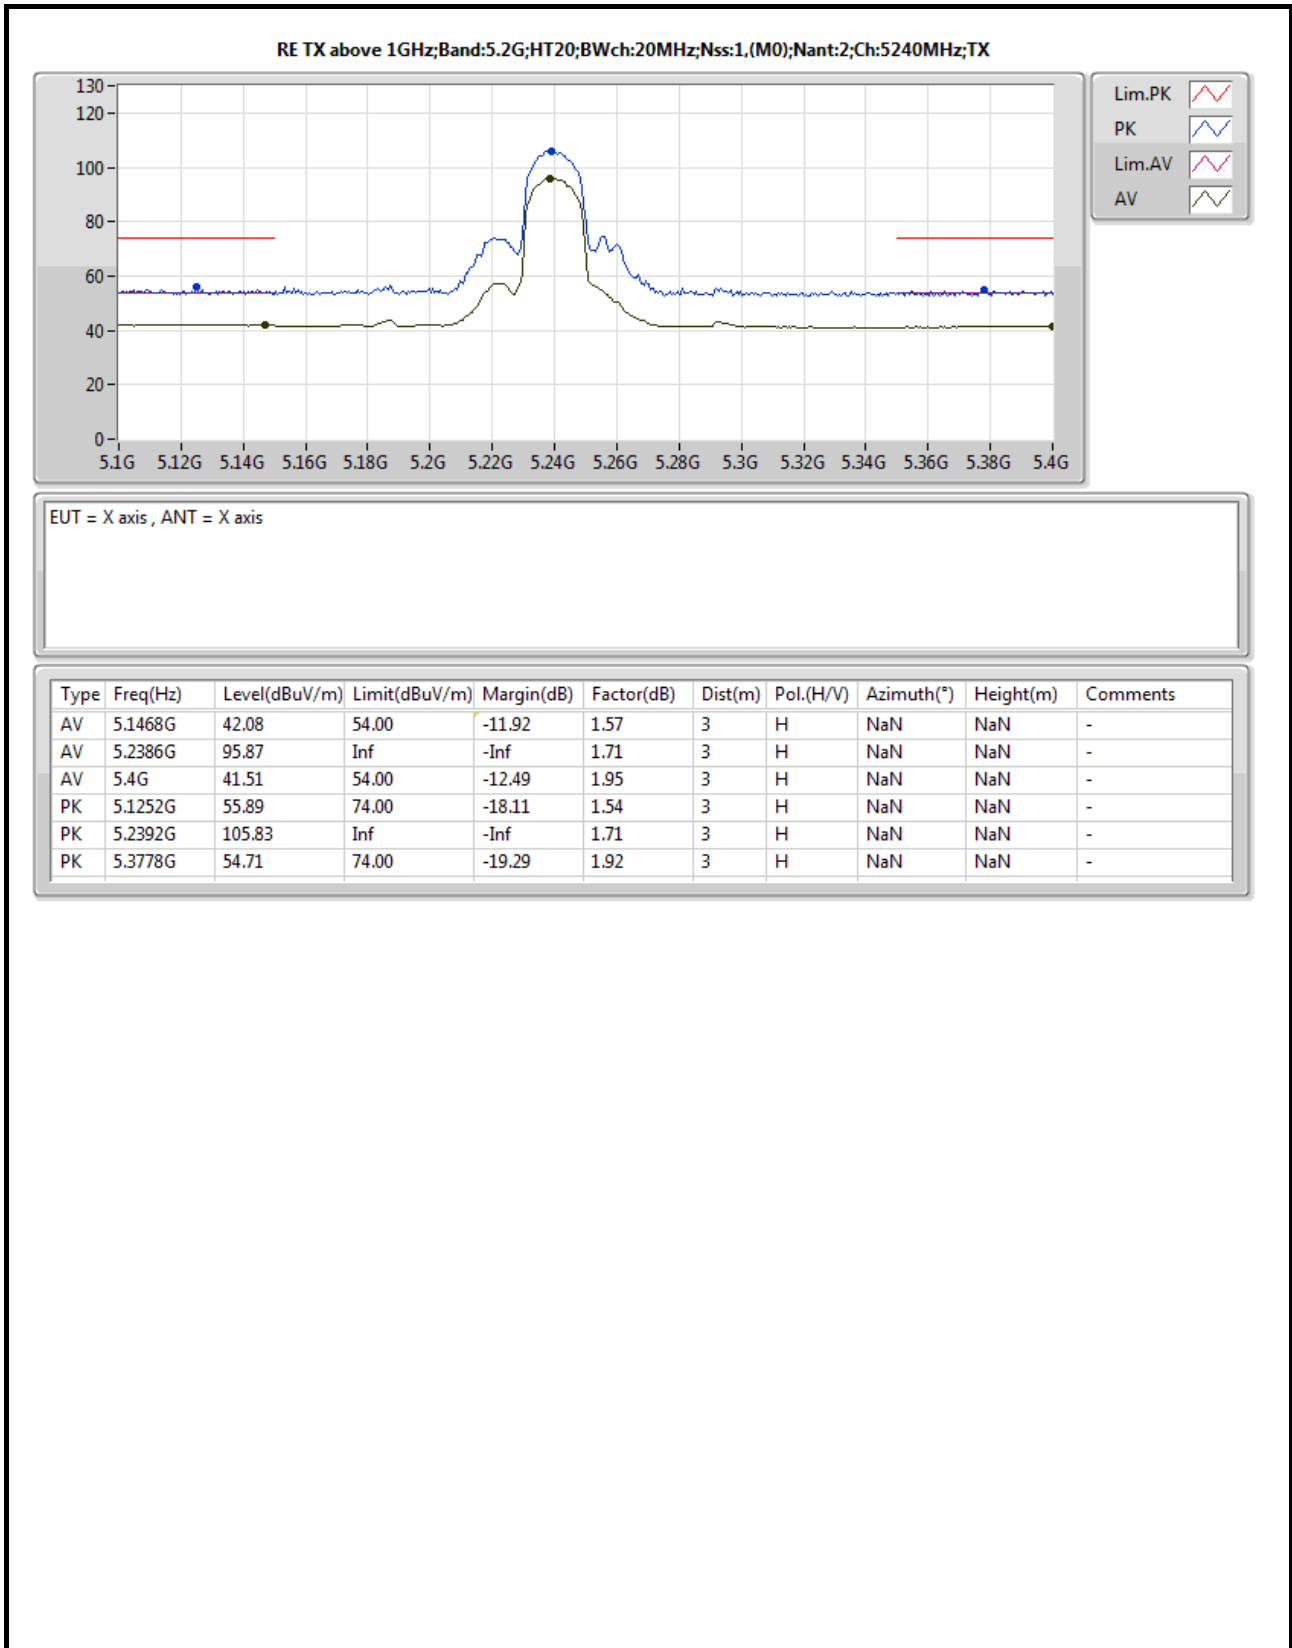 RE TX above 1GHz;Band:5.2G;HT20;BWch:20MHz;Nss:1,(M0);Nant:2;Ch:5240MHz;TX
130
120
100
80
60
40
20
0
5.1G 5.12G 5.14G 5.16G 5.18G 5.2G 5.22G 5.24G 5.26G 5.28G 5.3G 5.32G 5.34G 5.36G 5.38G 5.4G
Lim.PK
PK
Lim.AV
AV
EUT = X axis , ANT = X axis
Type Freq(Hz) Level(dBuV/m) Limit(dBuV/m) Margin(dB) Factor(dB) Dist(m) Pol.(H/V) Azimuth(°) Height(m) Comments
AV 5.1468G 42.08 54.00 -11.92 1.57 3 H NaN NaN -
AV 5.2386G 95.87 Inf -Inf 1.71 3 H NaN NaN -
AV 5.4G 41.51 54.00 -12.49 1.95 3 H NaN NaN -
PK 5.1252G 55.89 74.00 -18.11 1.54 3 H NaN NaN -
PK 5.2392G 105.83 Inf -Inf 1.71 3 H NaN NaN -
PK 5.3778G 54.71 74.00 -19.29 1.92 3 H NaN NaN -